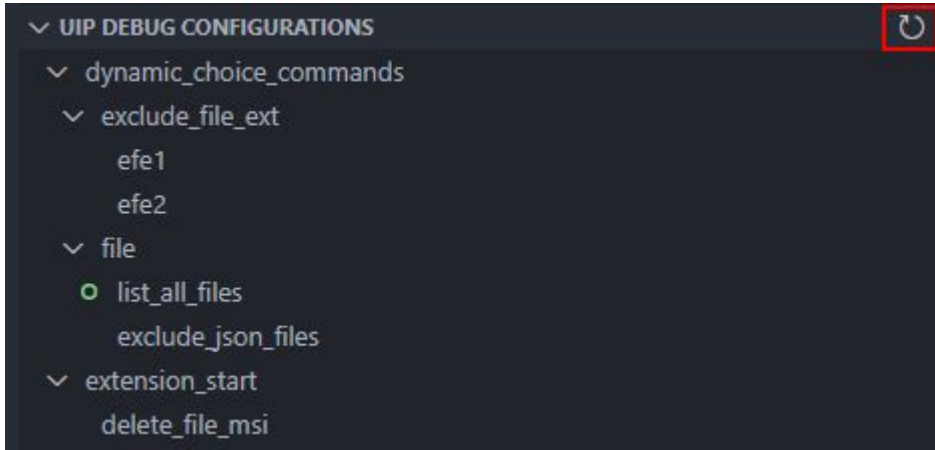 UIP DEBUG CONFIGURATIONS
dynamic_choice_commands
exclude_file_ext
efe1
efe2
file
list_all_files
exclude_json_files
extension_start
delete_file_msi